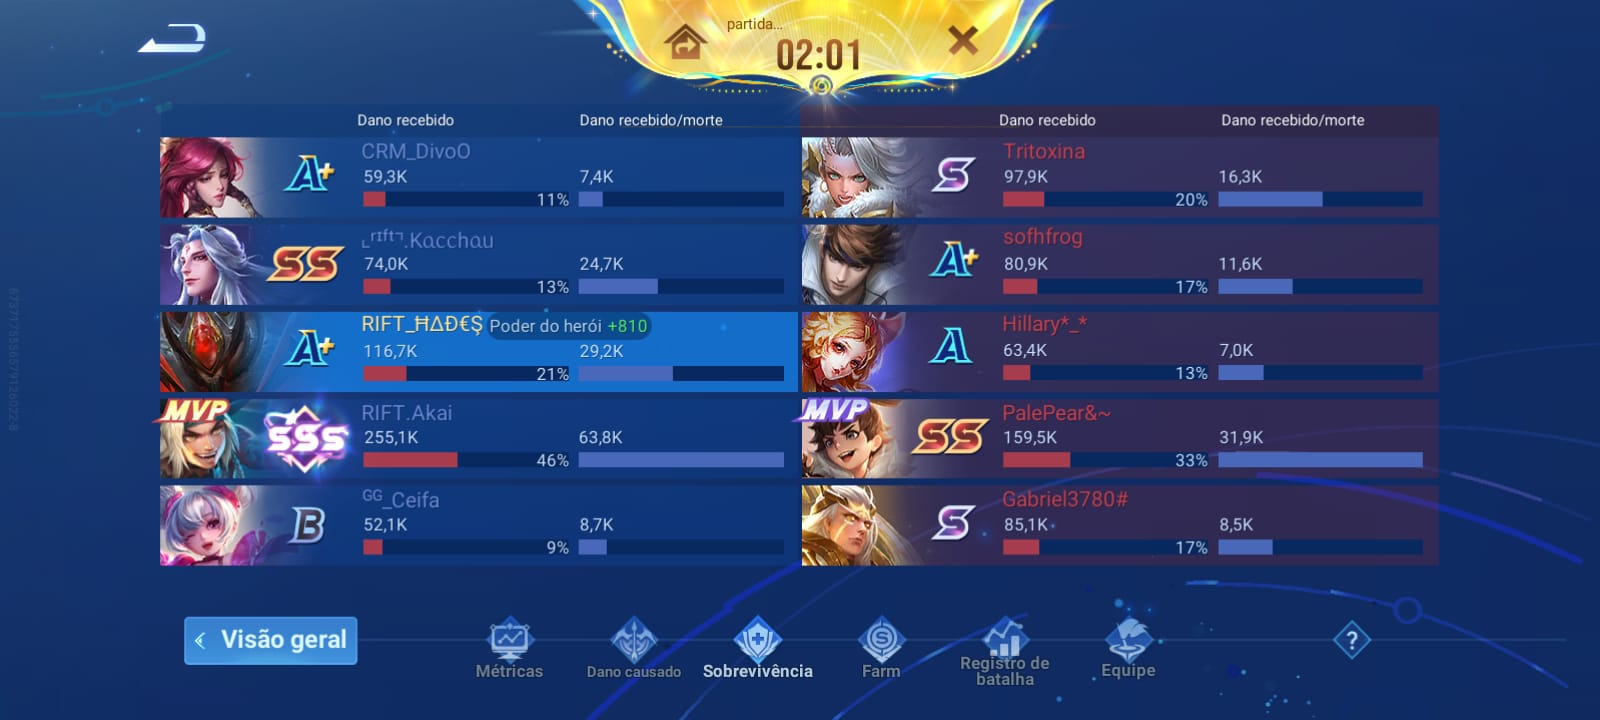 partida...
02:01
Dano recebido
Dano recebido/morte
Dano recebido
Dano recebido/morte
A+
CRM_DivoO
59,3K
7,4K
11%
S
Tritoxina
97,9K
16,3K
20%
SS
⌞ʳɪᶠᵗ⌝.Kαccհαu
74,0K
24,7K
13%
A+
sofhfrog
80,9K
11,6K
17%
A+
RIFT_ĦΔĐ€Ş
Poder do herói +810
116,7K
29,2K
21%
A
Hillary*_*
63,4K
7,0K
13%
MVP
SSS
RIFT.Akai
255,1K
63,8K
46%
MVP
SS
PalePear&~
159,5K
31,9K
33%
B
ᴳᴳ_Ceifa
52,1K
8,7K
9%
S
Gabriel3780#
85,1K
8,5K
17%
Visão geral
Métricas
Dano causado
Sobrevivência
Farm
Registro de
batalha
Equipe
?